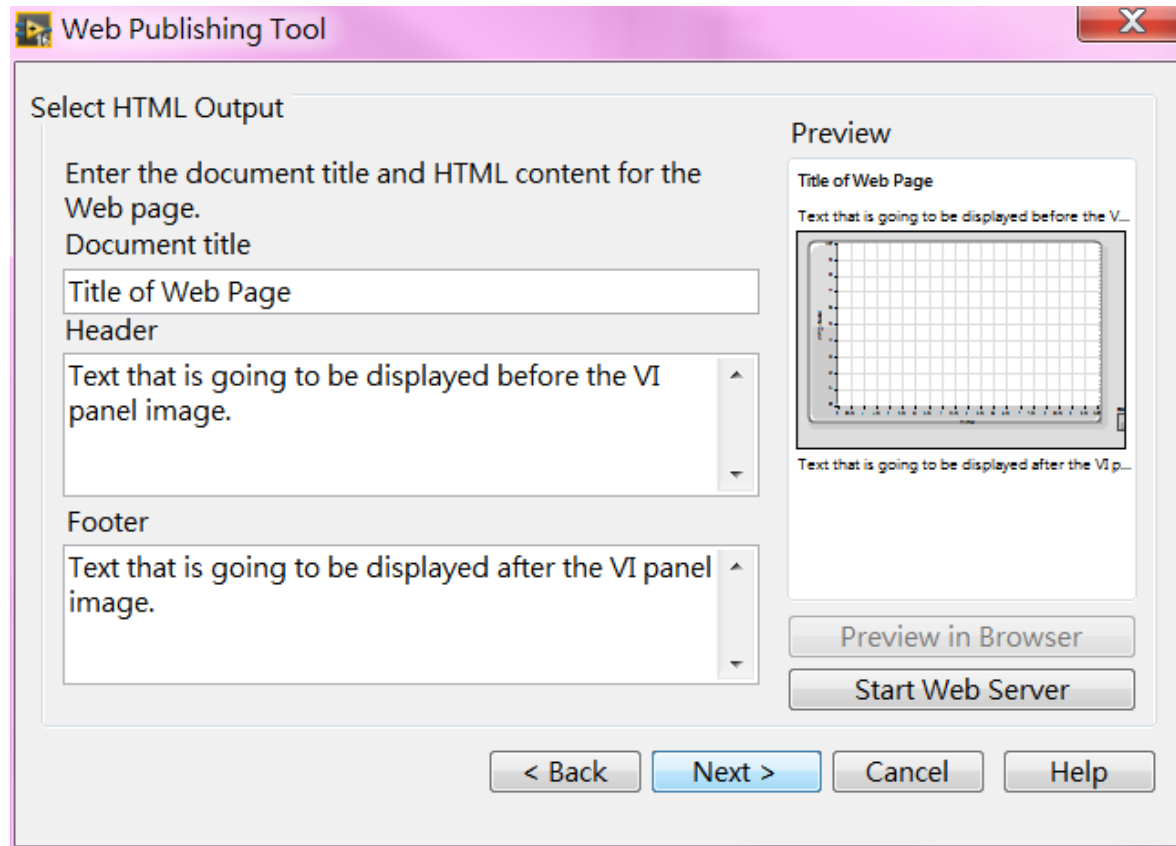 Web Publishing Tool
Select HTML Output
Enter the document title and HTML content for the
Web page.
Document title
Title of Web Page
Header
Text that is going to be displayed before the VI
panel image.
Footer
Text that is going to be displayed after the VI panel
image.
Preview
Title of Web Page
Text that is going to be displayed before the V...
Text that is going to be displayed after the VI p...
Preview in Browser
Start Web Server
< Back
Next >
Cancel
Help